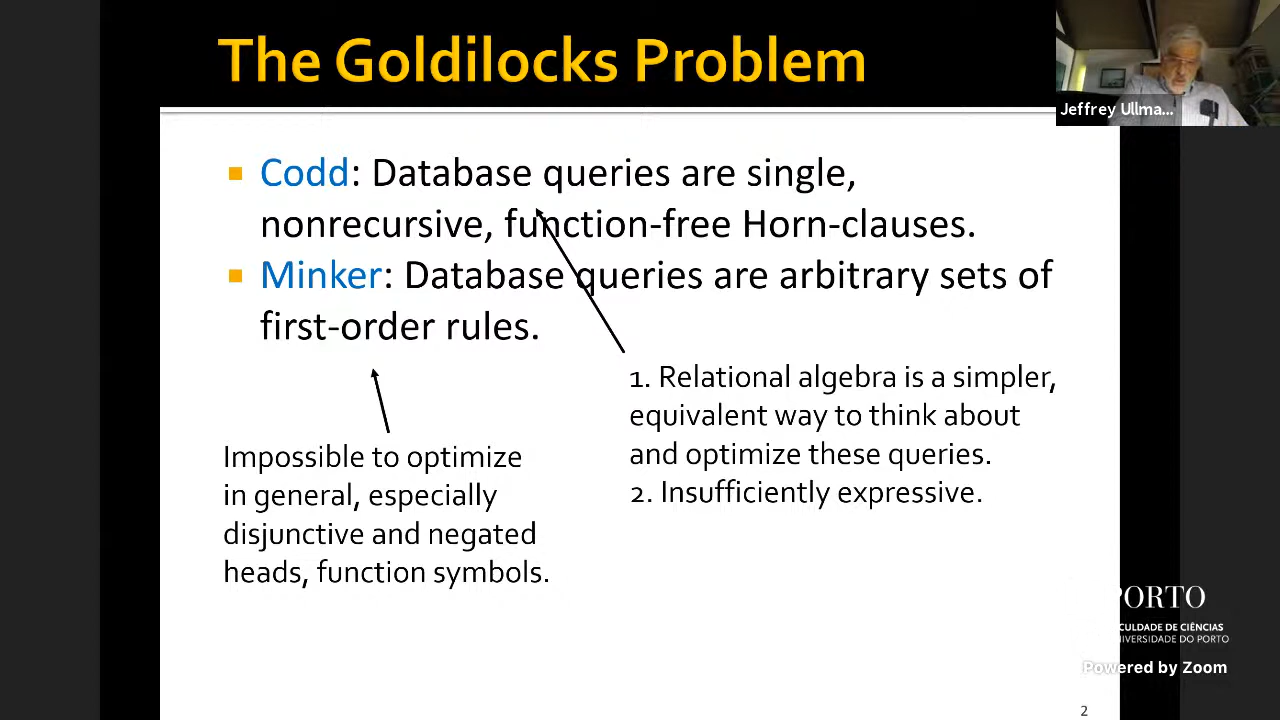 The Goldilocks Problem
Jeffrey Ullma...
Codd: Database queries are single,
nonrecursive, function-free Horn-clauses.
Minker: Database queries are arbitrary sets of
first-order rules.
1. Relational algebra is a simpler,
equivalent way to think about
and optimize these queries.
2. Insufficiently expressive.
Impossible to optimize
in general, especially
disjunctive and negated
heads, function symbols.
PORTO
CULDADE DE CIÊNCIAS
NIVERSIDADE DO PORTO
Powered by Zoom
2